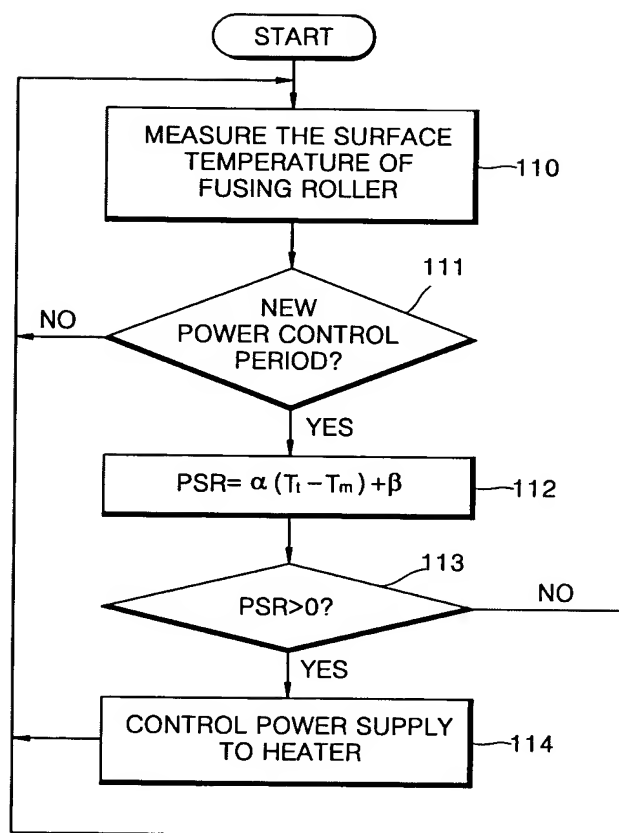 START
MEASURE THE SURFACE
TEMPERATURE OF
FUSING ROLLER
110
111
NEW
POWER CONTROL
PERIOD?
NO
YES
PSR= α (Tt − Tm) + β
112
113
PSR>0?
NO
YES
CONTROL POWER SUPPLY
TO HEATER
114